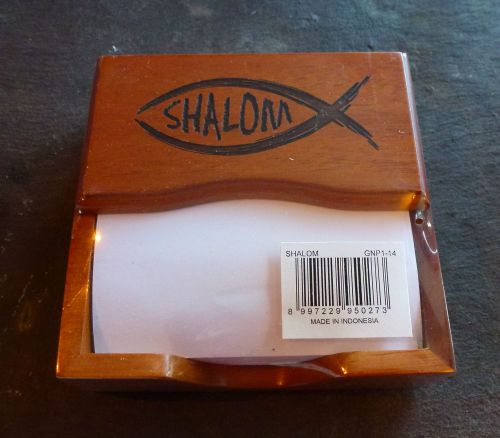 SHALOM
SHALOM GNP1-14
8 997229 950273
MADE IN INDONESIA